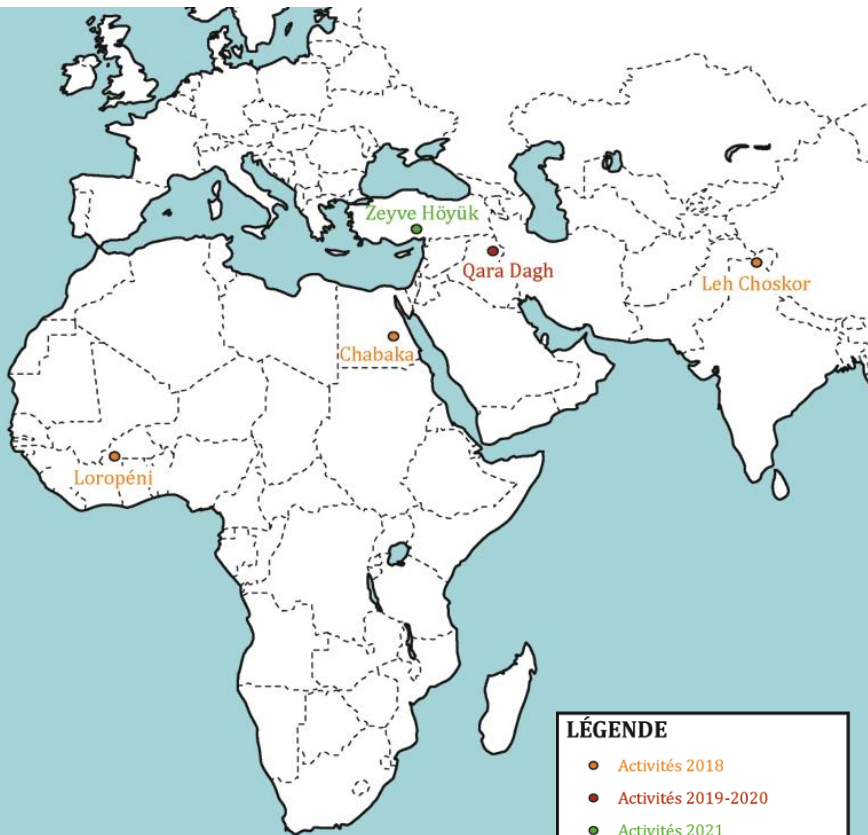 Zeyve Höyük
Qara Dagh
Leh Choskor
Chabaka
Loropéni
LÉGENDE
Activités 2018
Activités 2019-2020
Activités 2021